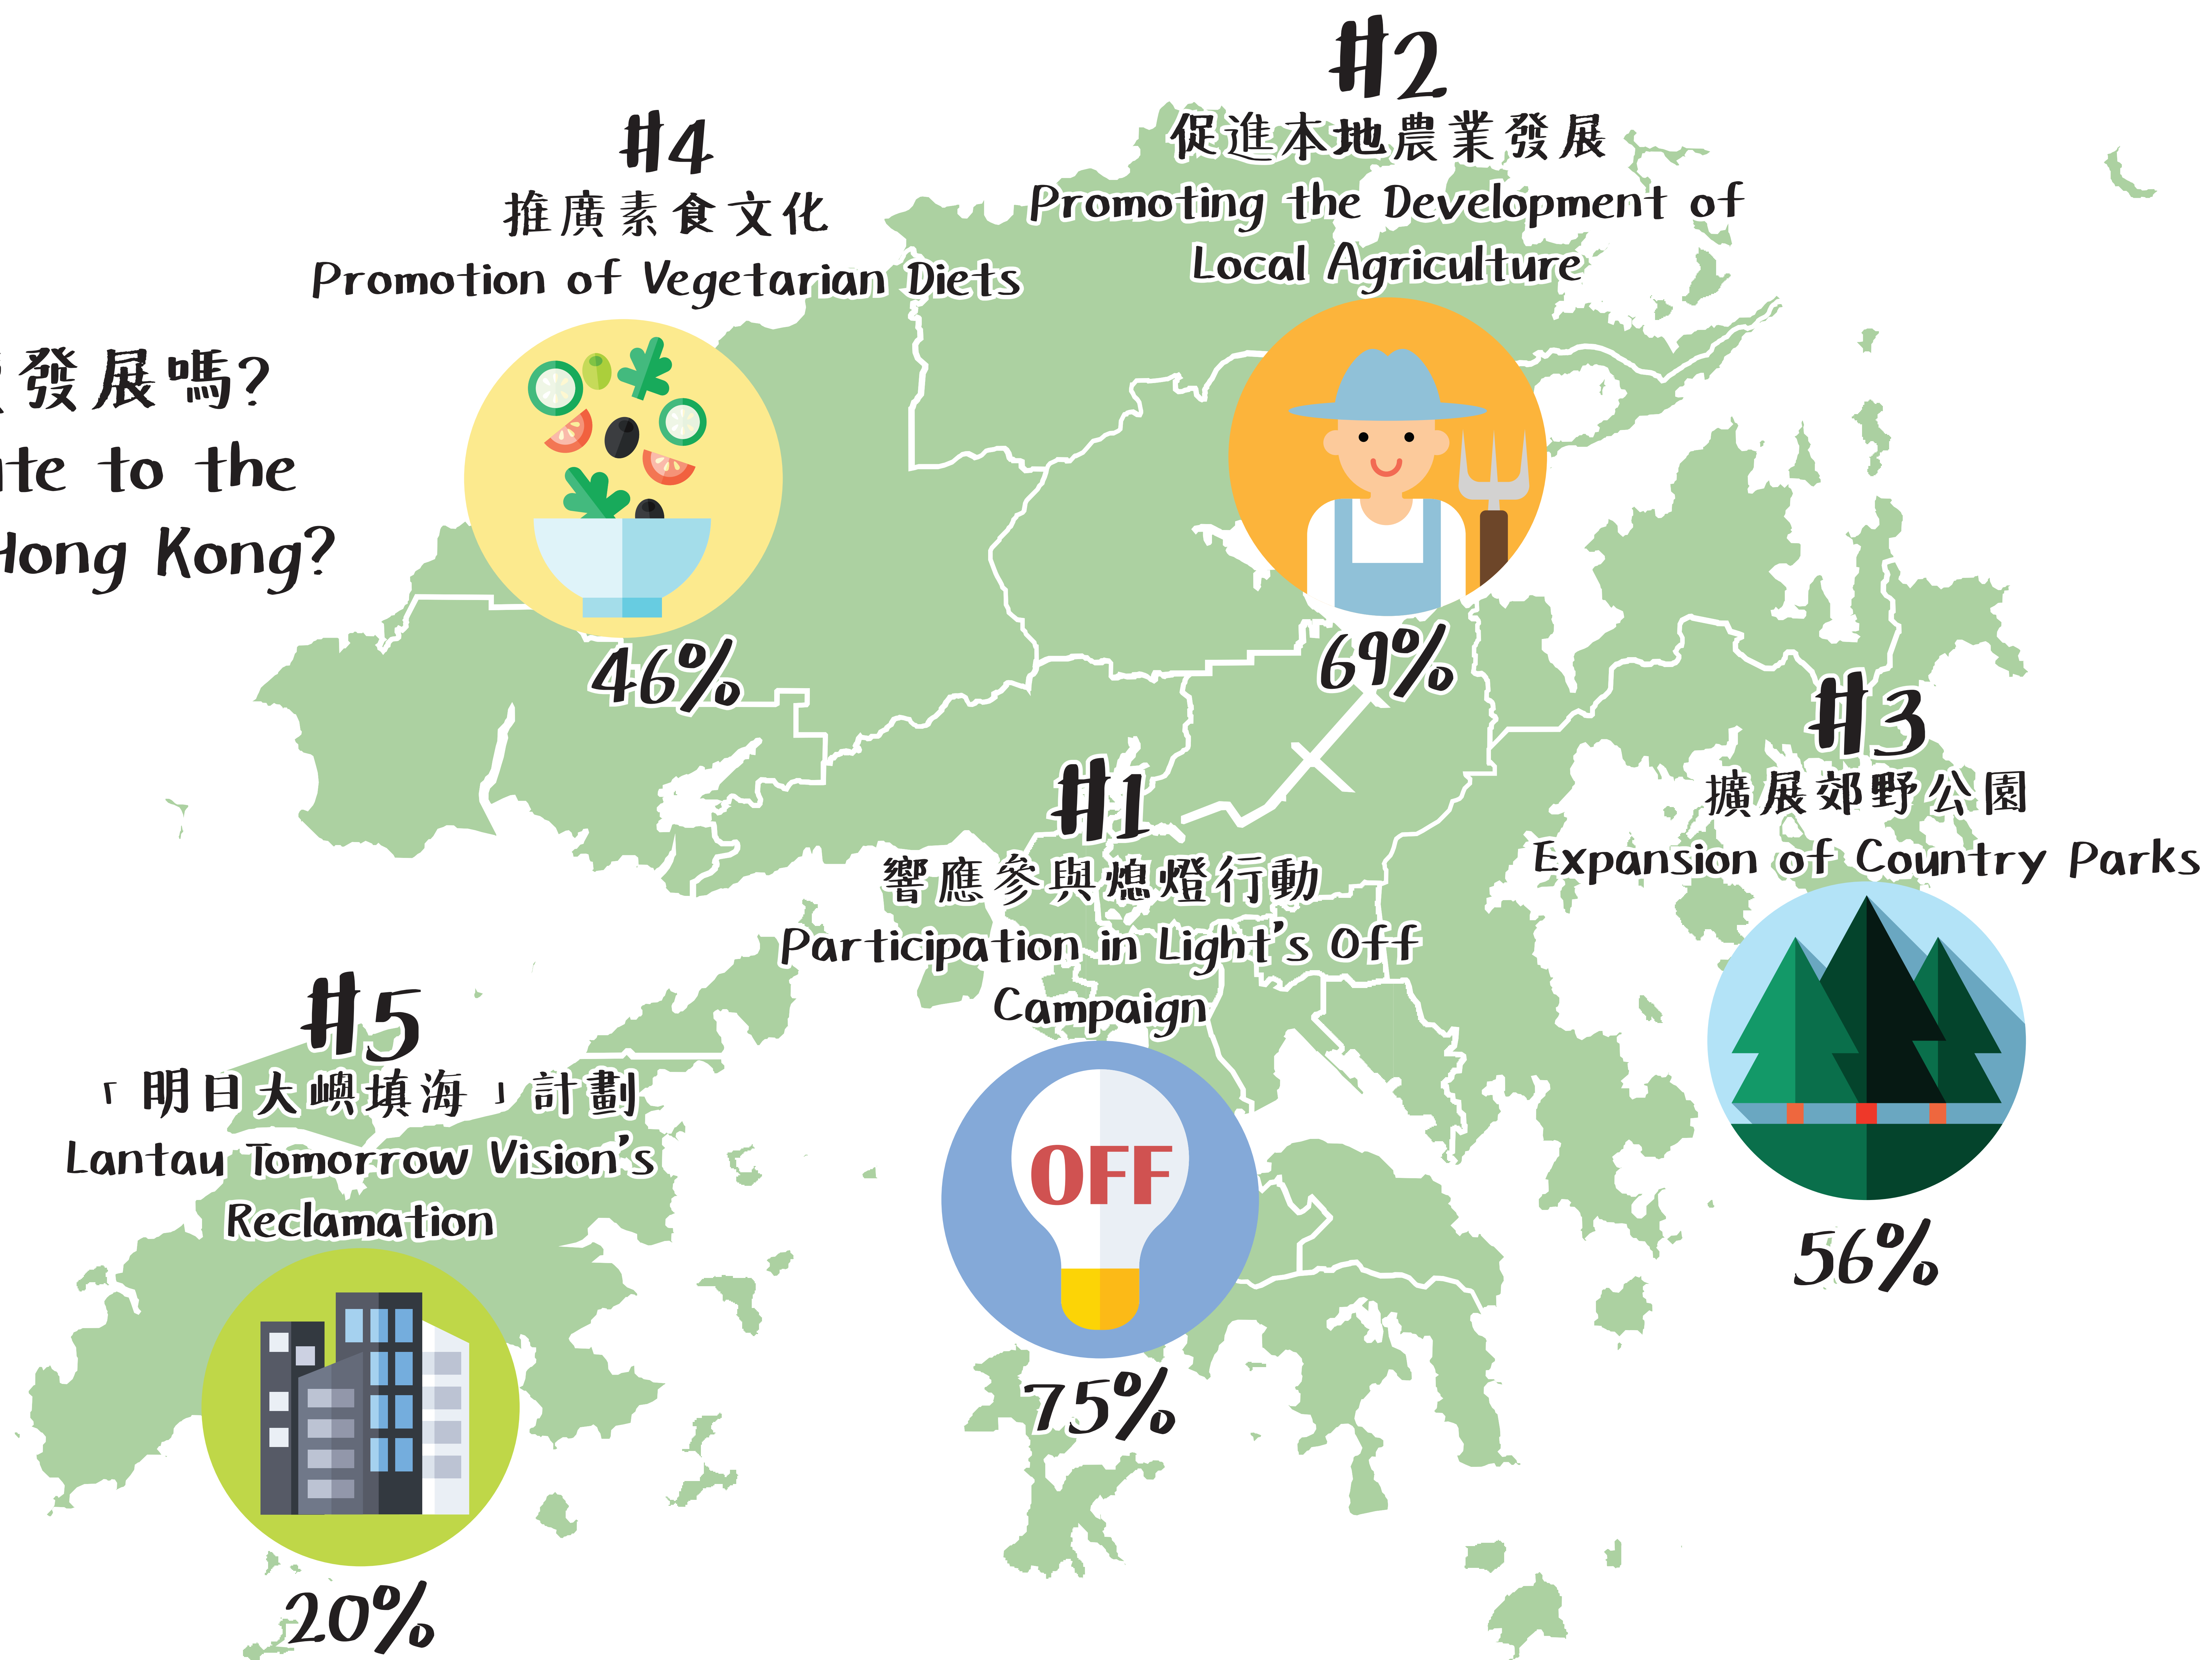 發展嗎?
to the
Hong Kong?
#4
推廣素食文化
Promotion of Vegetarian Diets
46%
#2
促進本地農業發展
Promoting the Development of
Local Agriculture
69%
#3
擴展郊野公園
Expansion of Country Parks
56%
#1
響應參與熄燈行動
Participation in Light's Off
Campaign
OFF
75%
#5
「明日大嶼填海」計劃
Lantau Tomorrow Vision's
Reclamation
20%